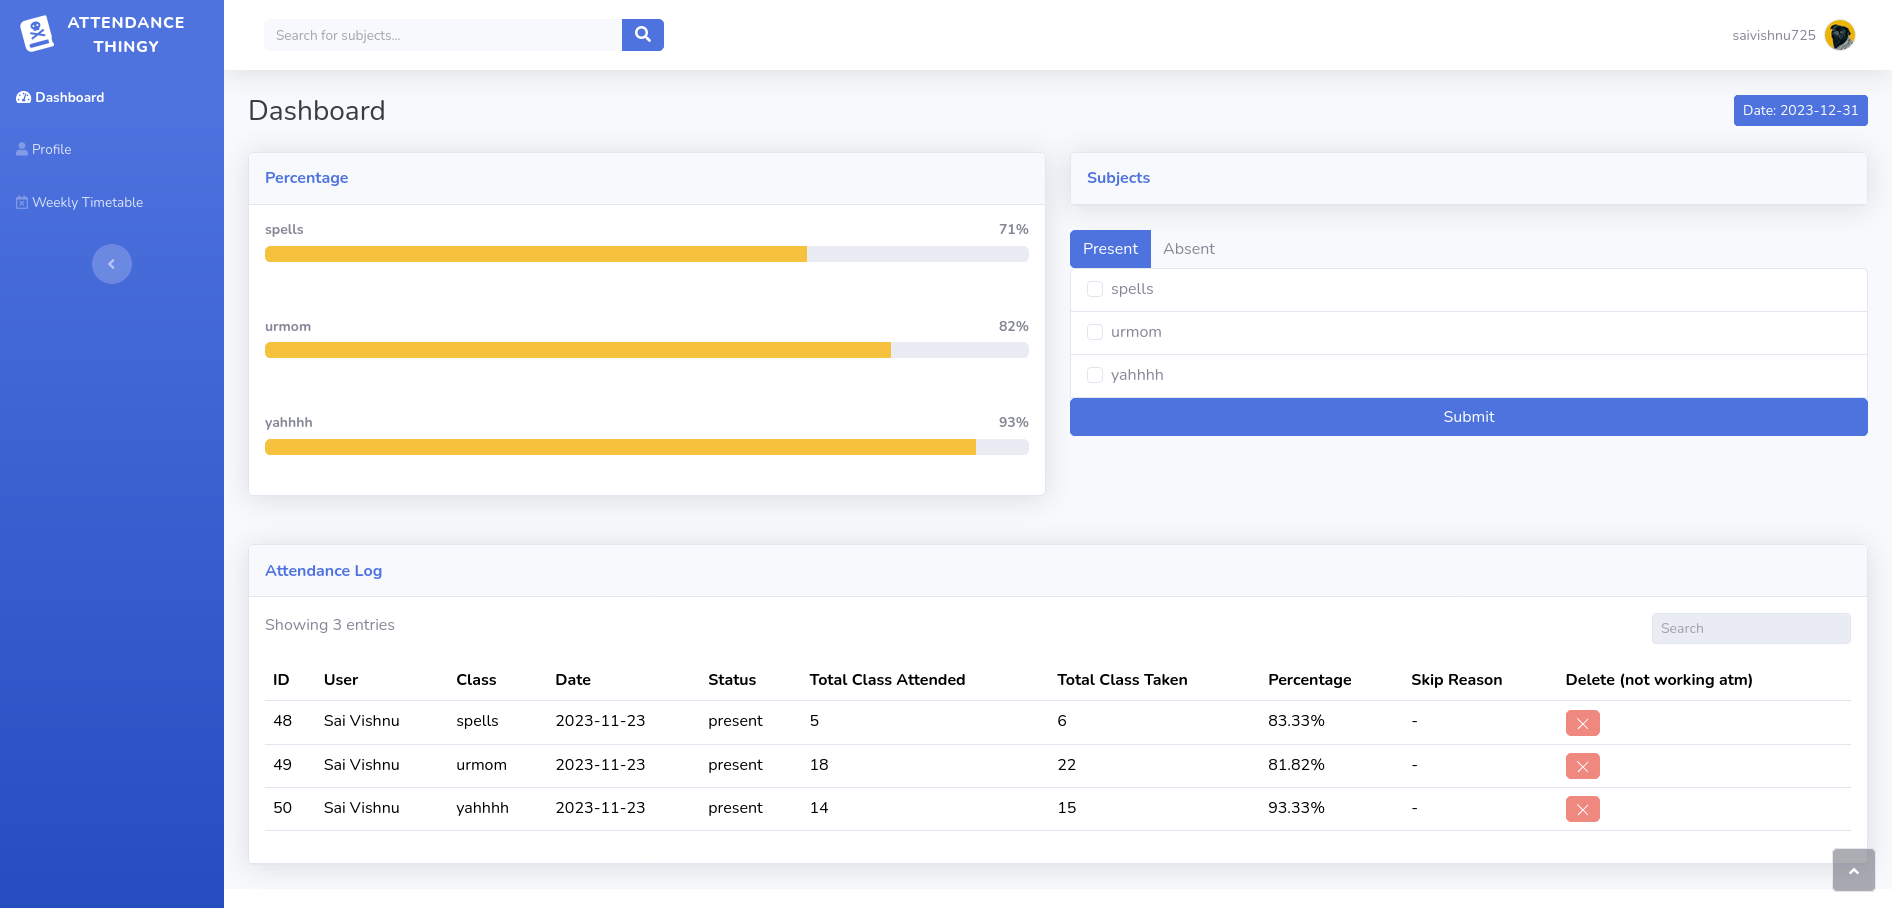 ATTENDANCE
THINGY
Dashboard
Profile
Weekly Timetable
Search for subjects...
saivishnu725
Dashboard
Date: 2023-12-31
Percentage
spells 71%
urmom 82%
yahhhh 93%
Subjects
Present Absent
spells
urmom
yahhhh
Submit
Attendance Log
Showing 3 entries
Search
ID User Class Date Status Total Class Attended Total Class Taken Percentage Skip Reason Delete (not working atm)
48 Sai Vishnu spells 2023-11-23 present 5 6 83.33% -
49 Sai Vishnu urmom 2023-11-23 present 18 22 81.82% -
50 Sai Vishnu yahhhh 2023-11-23 present 14 15 93.33% -